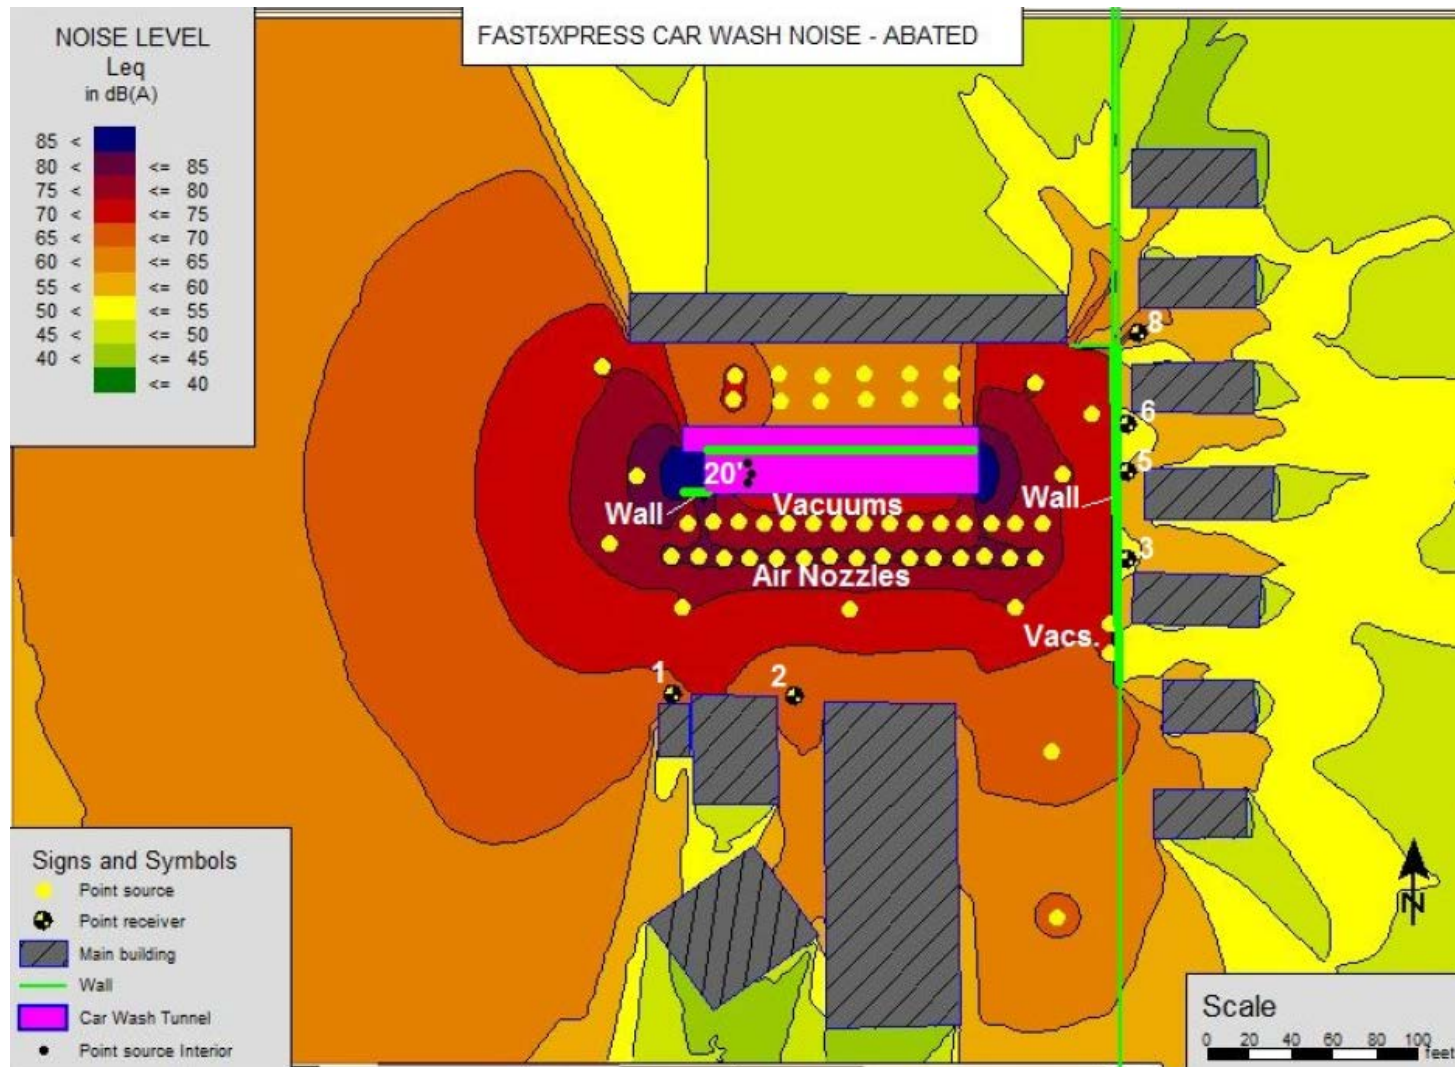 NOISE LEVEL
Leq
in dB(A)
85 <
80 < <= 85
75 < <= 80
70 < <= 75
65 < <= 70
60 < <= 65
55 < <= 60
50 < <= 55
45 < <= 50
40 < <= 45
<= 40
FAST5XPRESS CAR WASH NOISE - ABATED
8
6
5
20'
Wall
Vacuums
Wall
3
Air Nozzles
Vacs.
1
2
Signs and Symbols
Point source
Point receiver
Main building
Wall
Car Wash Tunnel
Point source Interior
N
Scale
0 20 40 60 80 100
feet